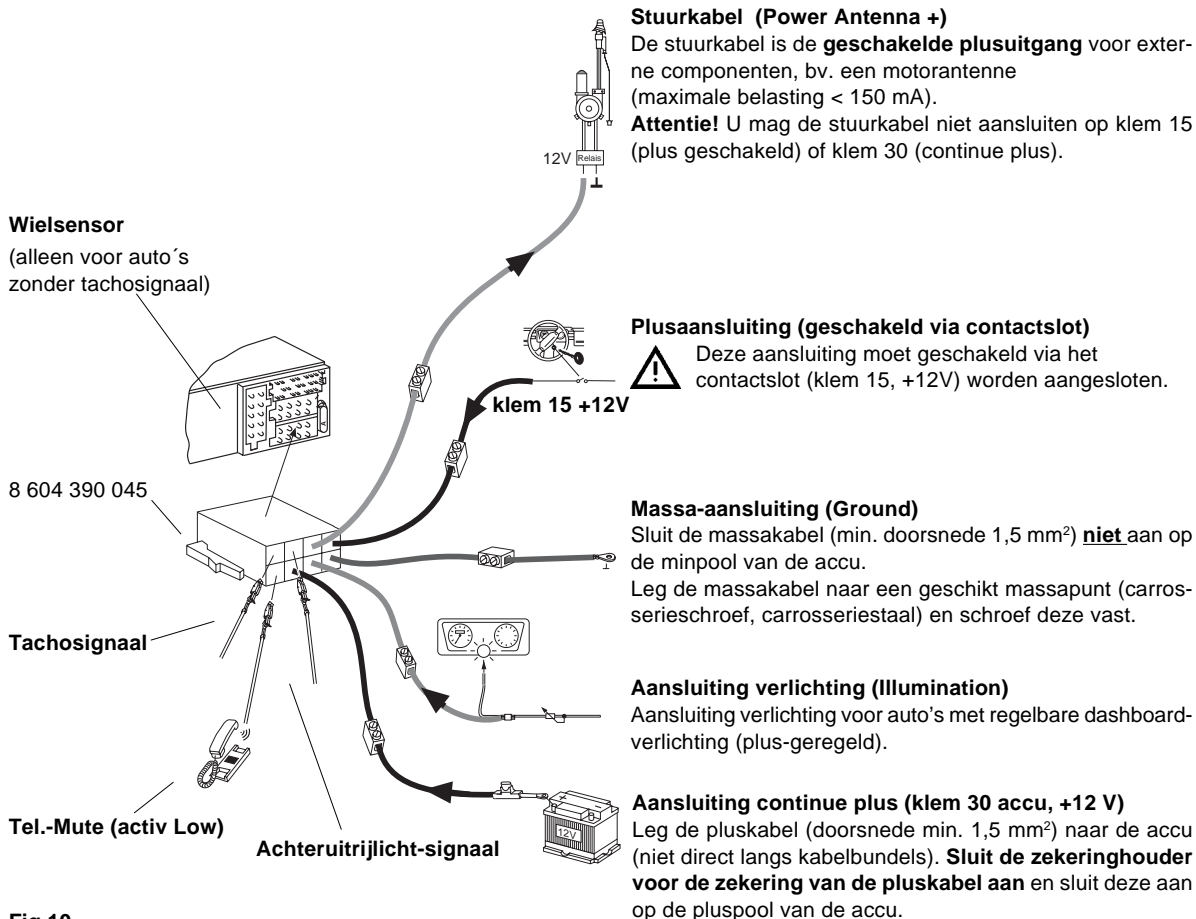 Stuurkabel (Power Antenna +)
De stuurkabel is de geschakelde plusuitgang voor exter-
ne componenten, bv. een motorantenne
(maximale belasting < 150 mA).
Attentie! U mag de stuurkabel niet aansluiten op klem 15
(plus geschakeld) of klem 30 (continue plus).
12V
Relais
Wielsensor
(alleen voor auto´s
zonder tachosignaal)
Plusaansluiting (geschakeld via contactslot)
Deze aansluiting moet geschakeld via het
contactslot (klem 15, +12V) worden aangesloten.
klem 15 +12V
8 604 390 045
Massa-aansluiting (Ground)
Sluit de massakabel (min. doorsnede 1,5 mm²) niet aan op
de minpool van de accu.
Leg de massakabel naar een geschikt massapunt (carros-
serieschroef, carrosseriestaal) en schroef deze vast.
Tachosignaal
Aansluiting verlichting (Illumination)
Aansluiting verlichting voor auto's met regelbare dashboard-
verlichting (plus-geregeld).
Tel.-Mute (activ Low)
Achteruitrijlicht-signaal
12V
Aansluiting continue plus (klem 30 accu, +12 V)
Leg de pluskabel (doorsnede min. 1,5 mm²) naar de accu
(niet direct langs kabelbundels). Sluit de zekeringhouder
voor de zekering van de pluskabel aan en sluit deze aan
op de pluspool van de accu.